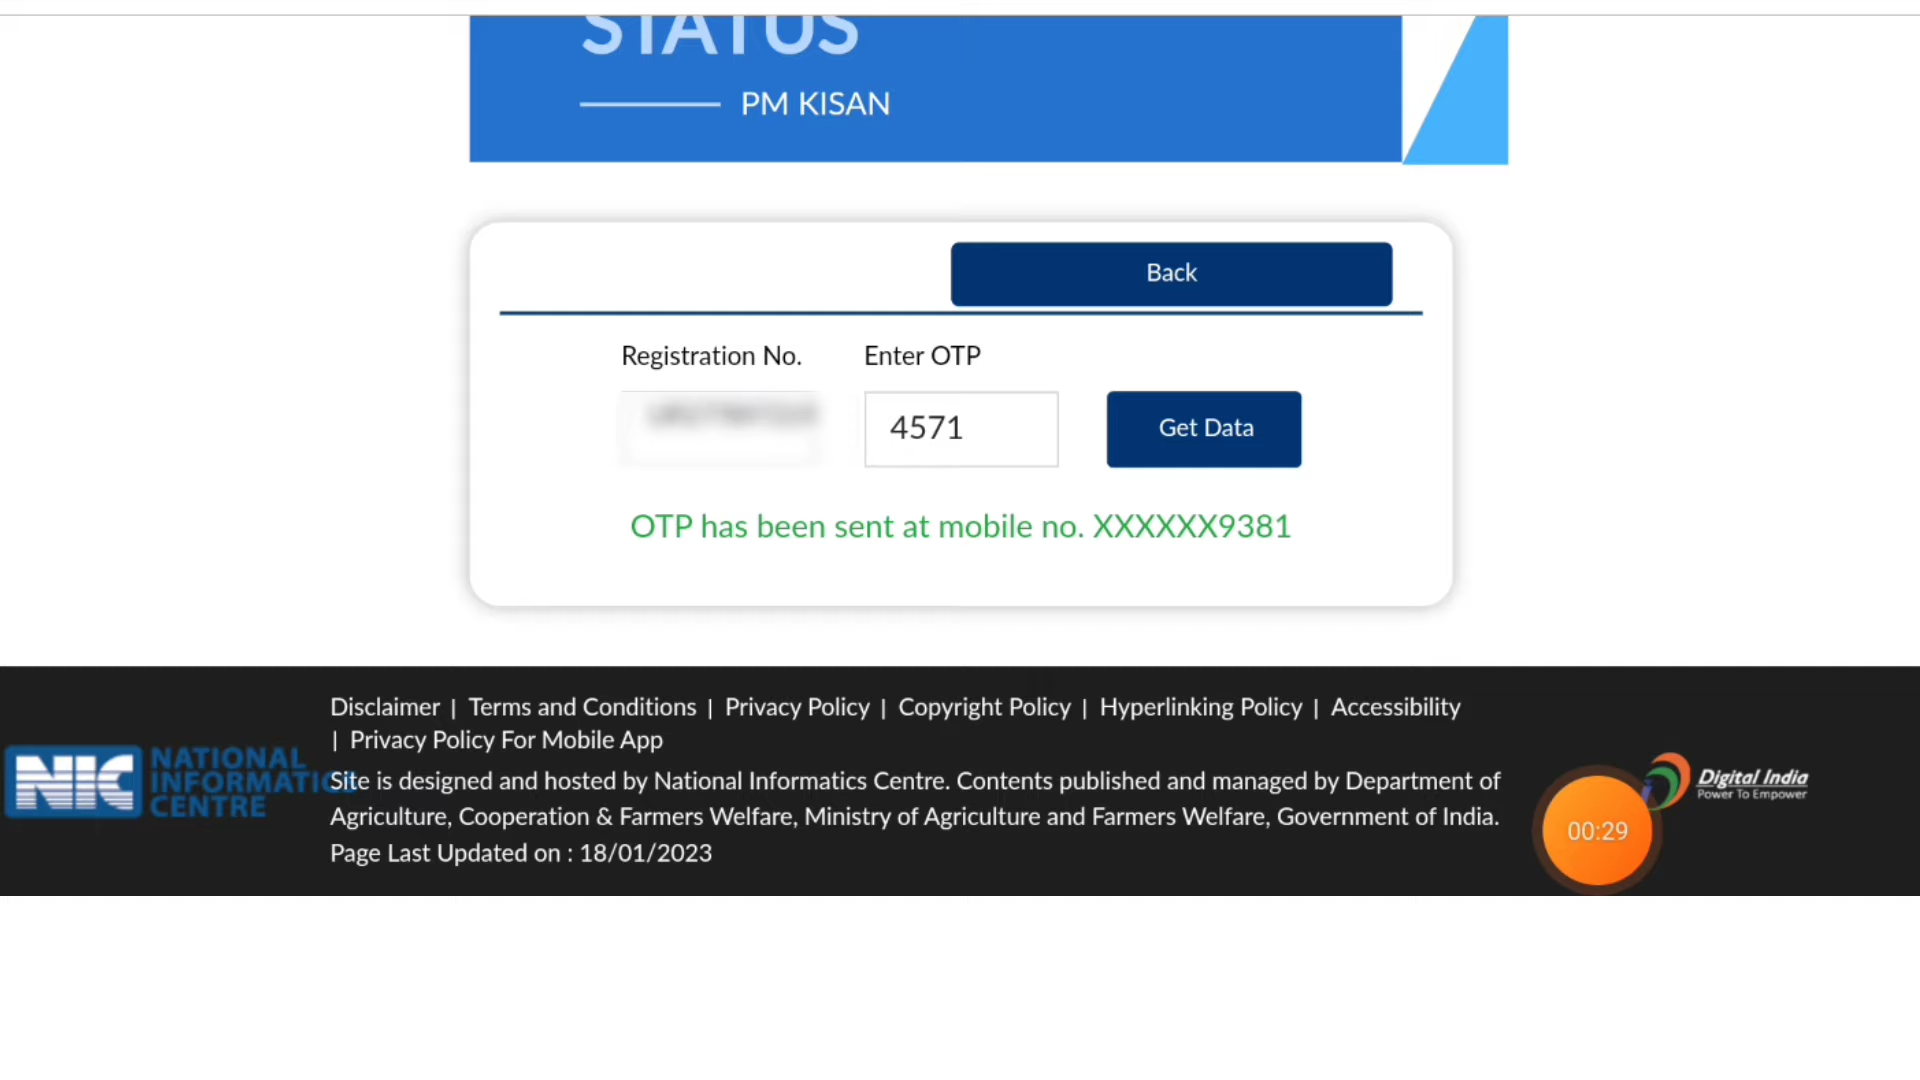 STATUS
PM KISAN
Back
Registration No.
Enter OTP
4571
Get Data
OTP has been sent at mobile no. XXXXXX9381
Disclaimer | Terms and Conditions | Privacy Policy | Copyright Policy | Hyperlinking Policy | Accessibility
| Privacy Policy For Mobile App
NIC
NATIONAL
INFORMATICS
CENTRE
Site is designed and hosted by National Informatics Centre. Contents published and managed by Department of
Agriculture, Cooperation & Farmers Welfare, Ministry of Agriculture and Farmers Welfare, Government of India.
Page Last Updated on : 18/01/2023
00:29
Digital India
Power To Empower